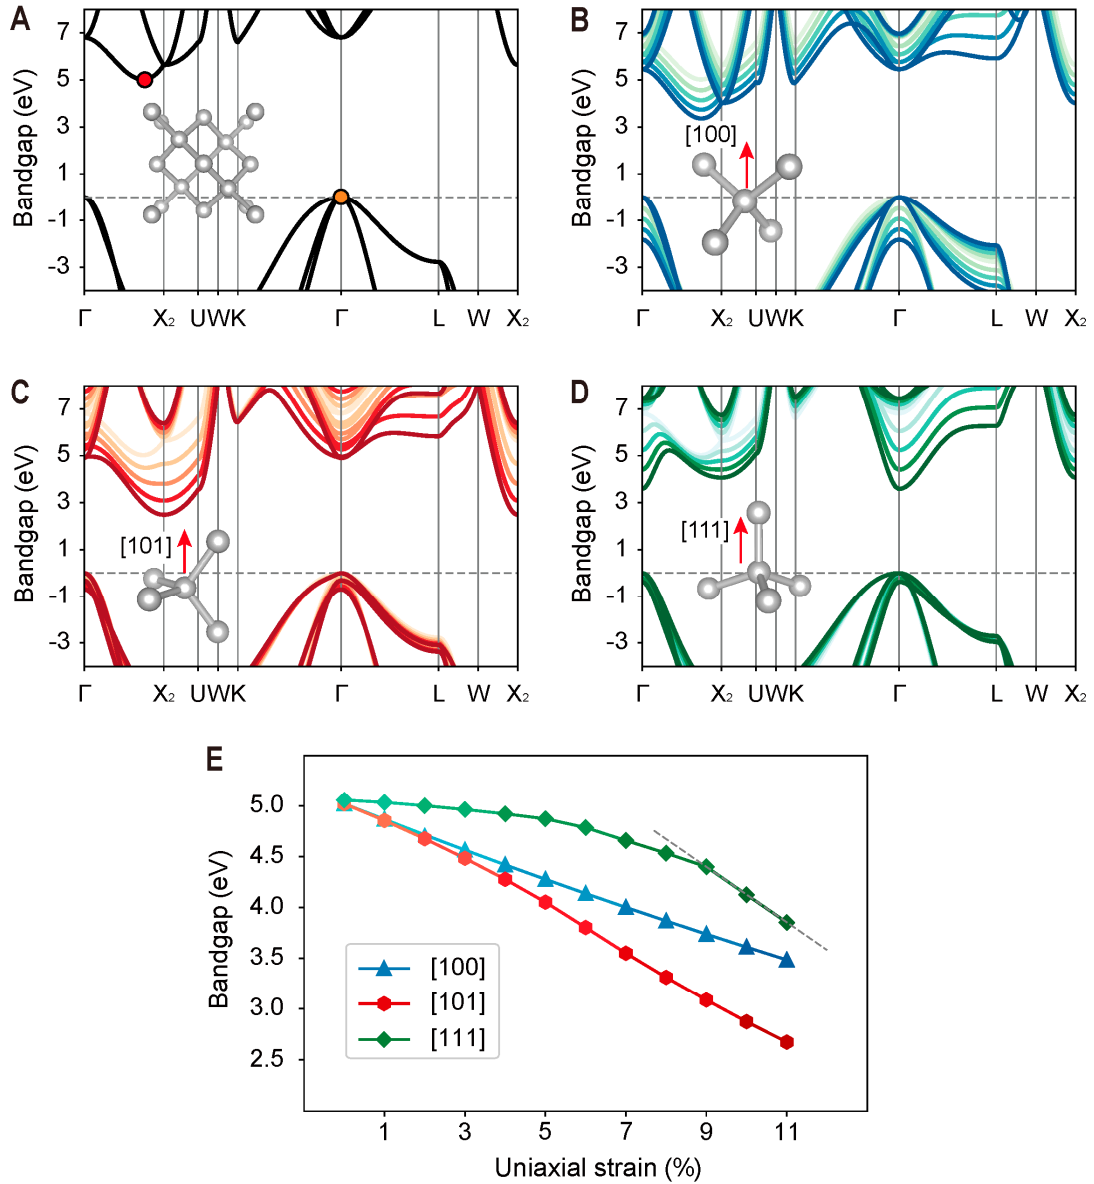 A
Bandgap (eV)
7
5
3
1
-1
-3
Γ X₂ U W K Γ L W X₂
B
Bandgap (eV)
7
5
3
1
-1
-3
[100]
Γ X₂ U W K Γ L W X₂
C
Bandgap (eV)
7
5
3
1
-1
-3
[101]
Γ X₂ U W K Γ L W X₂
D
Bandgap (eV)
7
5
3
1
-1
-3
[111]
Γ X₂ U W K Γ L W X₂
E
Bandgap (eV)
5.0
4.5
4.0
3.5
3.0
2.5
[100]
[101]
[111]
1 3 5 7 9 11
Uniaxial strain (%)